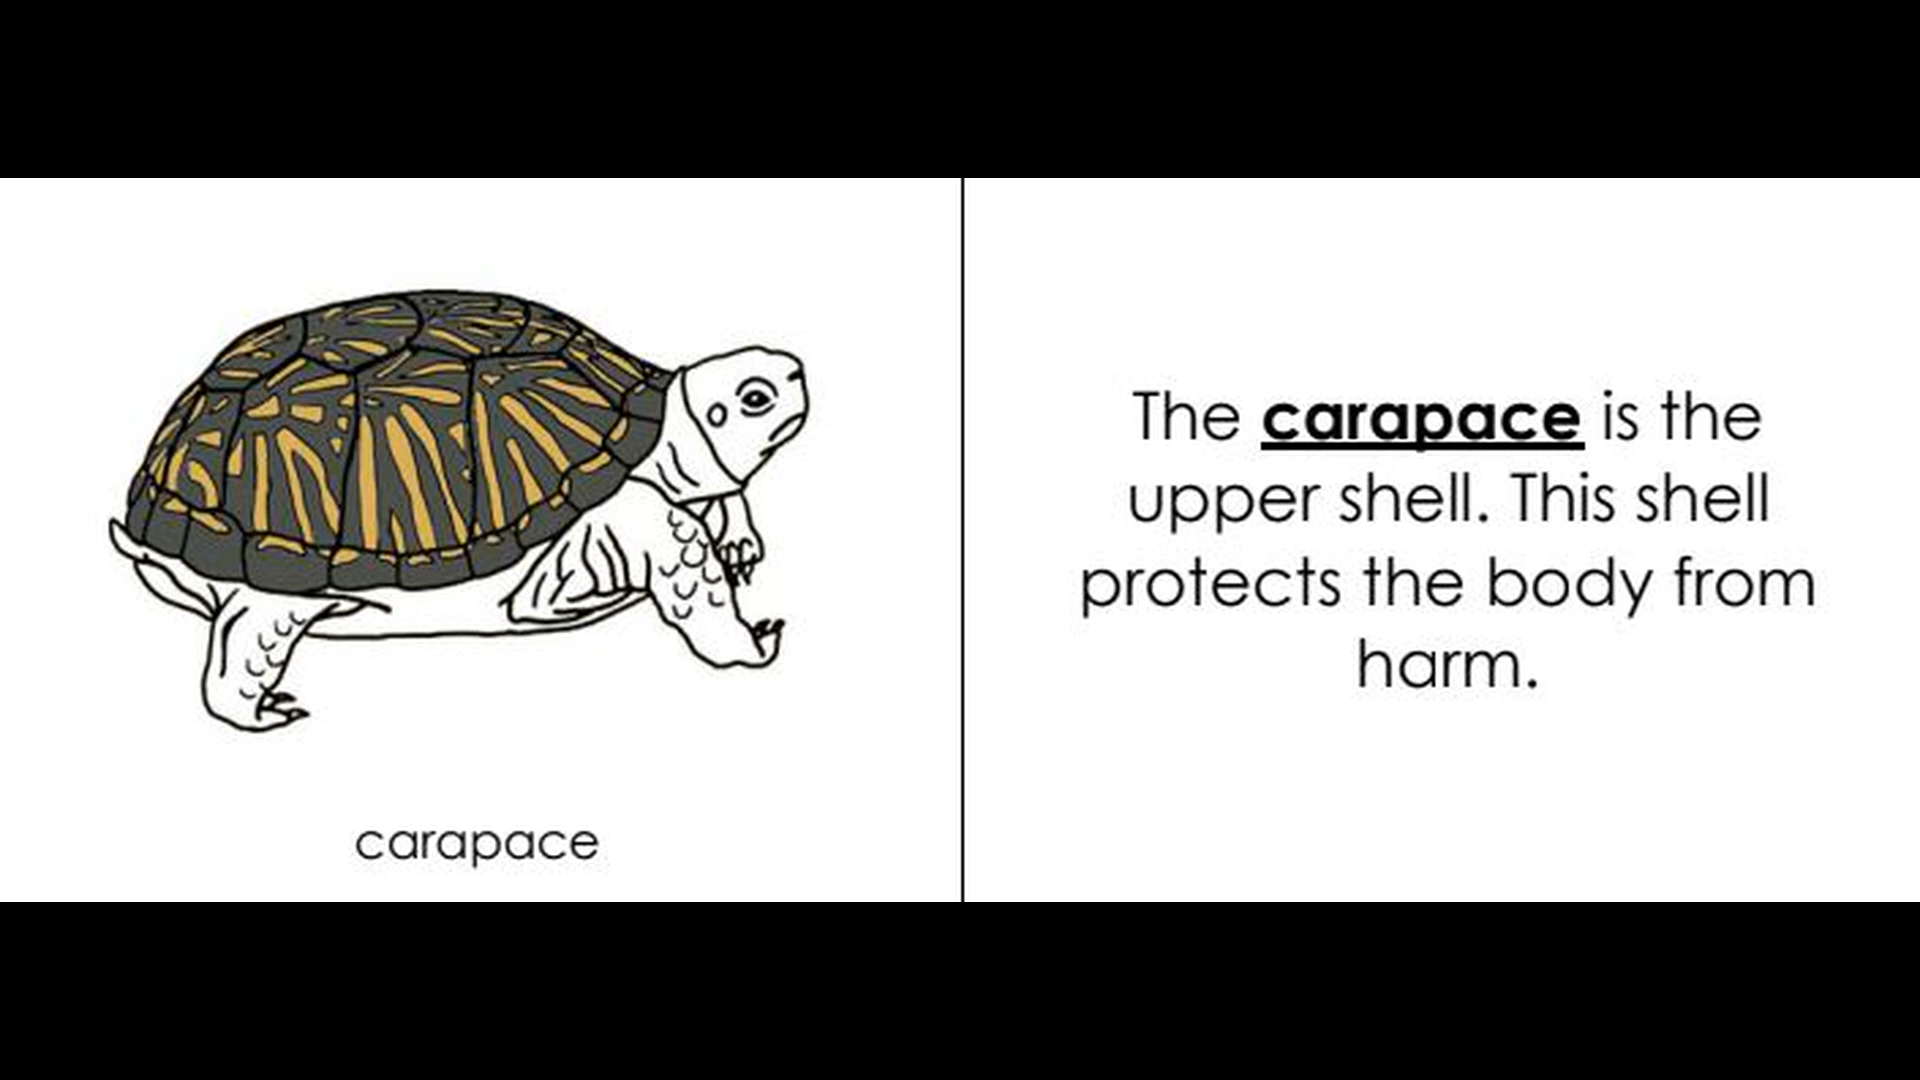 carapace
The carapace is the
upper shell. This shell
protects the body from
harm.